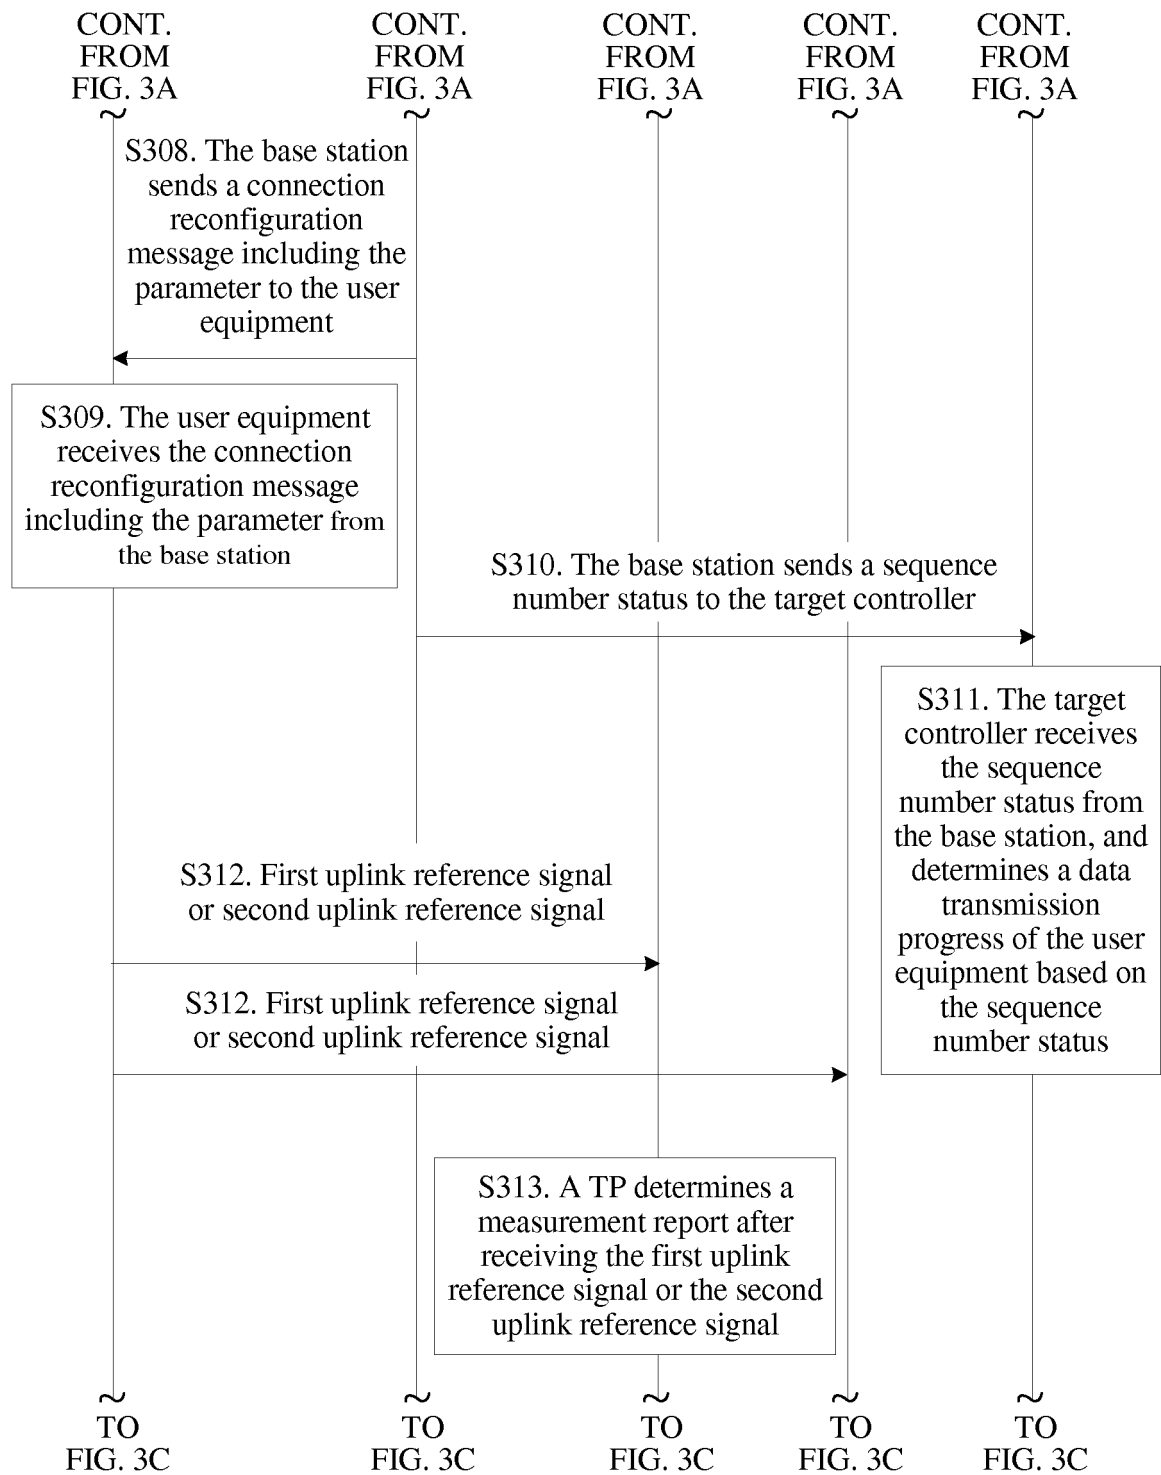 CONT.
FROM
FIG. 3A
CONT.
FROM
FIG. 3A
CONT.
FROM
FIG. 3A
CONT.
FROM
FIG. 3A
CONT.
FROM
FIG. 3A
S308. The base station
sends a connection
reconfiguration
message including the
parameter to the user
equipment
S309. The user equipment
receives the connection
reconfiguration message
including the parameter from
the base station
S310. The base station sends a sequence
number status to the target controller
S311. The target
controller receives
the sequence
number status from
the base station, and
determines a data
transmission
progress of the user
equipment based on
the sequence
number status
S312. First uplink reference signal
or second uplink reference signal
S312. First uplink reference signal
or second uplink reference signal
S313. A TP determines a
measurement report after
receiving the first uplink
reference signal or the second
uplink reference signal
TO
FIG. 3C
TO
FIG. 3C
TO
FIG. 3C
TO
FIG. 3C
TO
FIG. 3C